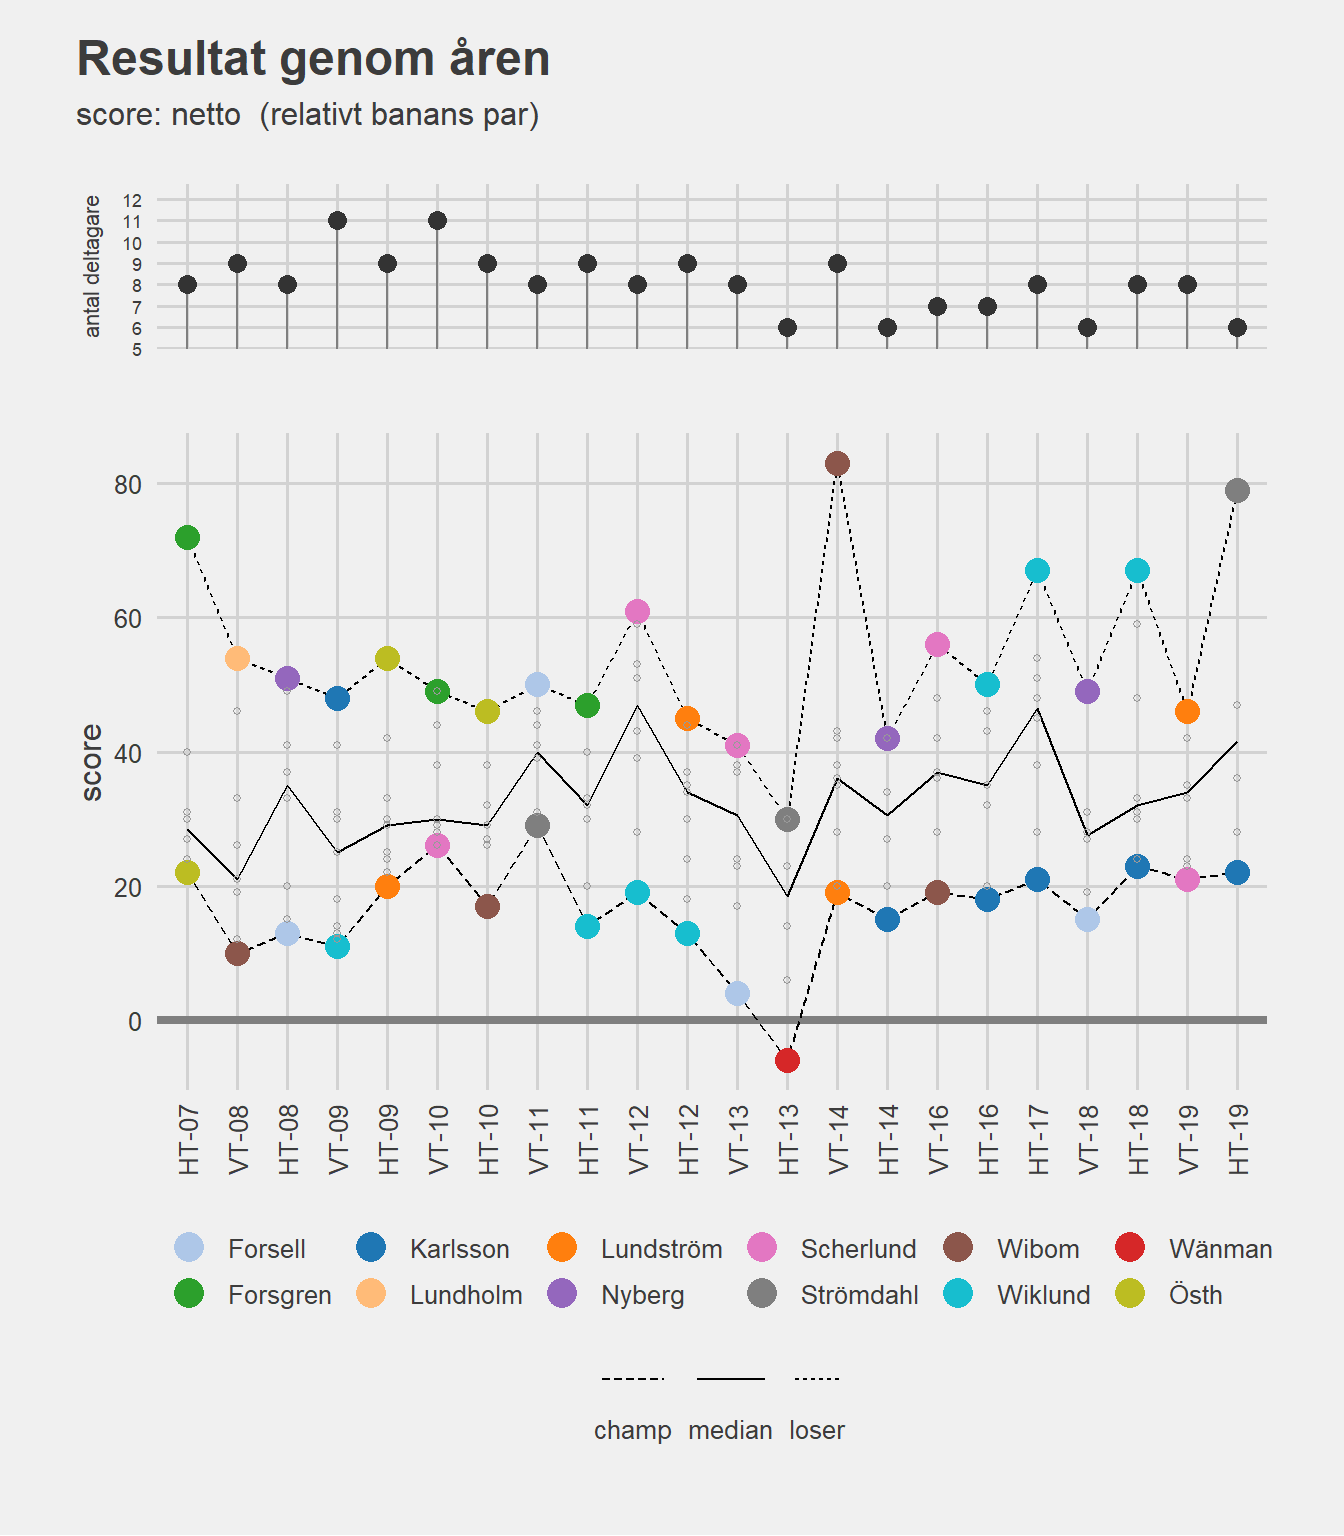 Resultat genom åren
score: netto  (relativt banans par)
antal deltagare
12
11
10
9
8
7
6
5
score
80
60
40
20
0
HT-07 VT-08 HT-08 VT-09 HT-09 VT-10 HT-10 VT-11 HT-11 VT-12 HT-12 VT-13 HT-13 VT-14 HT-14 VT-16 HT-16 HT-17 VT-18 HT-18 VT-19 HT-19
Forsell Karlsson Lundström Scherlund Wibom Wänman
Forsgren Lundholm Nyberg Strömdahl Wiklund Östh
champ median loser